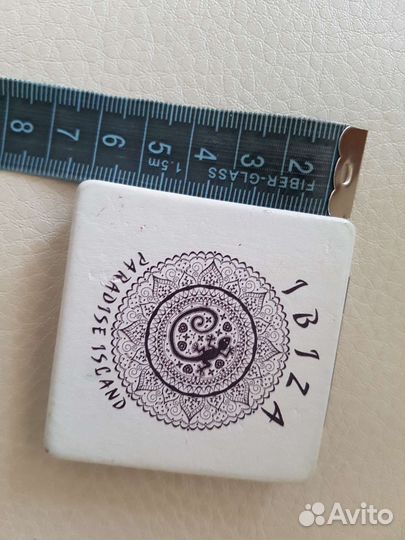 8 7 6 5 4 3 2
1.5m FIBER-GLASS
IBIZA
PARADISE ISLAND
Avito